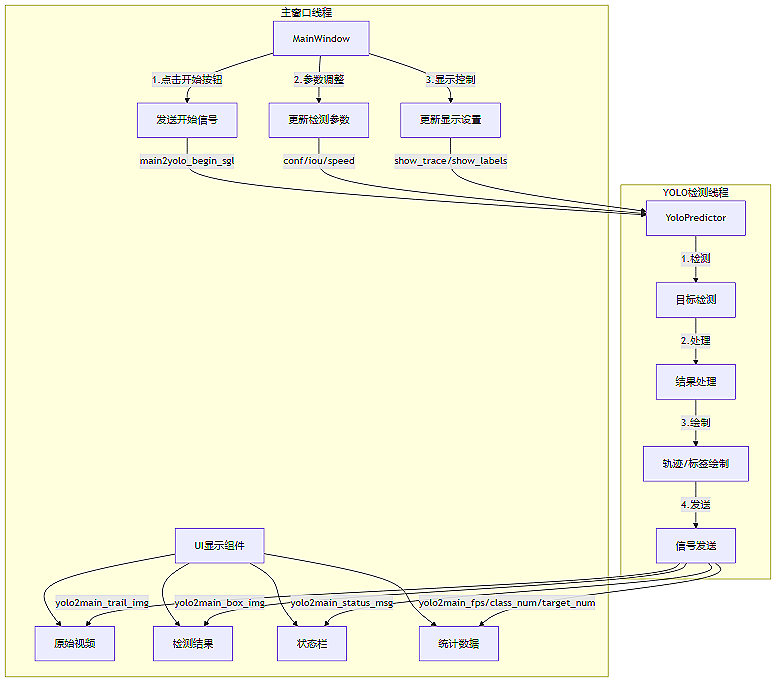 主窗口线程
MainWindow
1.点击开始按钮
2.参数调整
3.显示控制
发送开始信号
更新检测参数
更新显示设置
main2yolo_begin_sgl
conf/iou/speed
show_trace/show_labels
YOLO检测线程
YoloPredictor
1.检测
目标检测
2.处理
结果处理
3.绘制
轨迹/标签绘制
4.发送
信号发送
UI显示组件
yolo2main_trail_img
yolo2main_box_img
yolo2main_status_msg
yolo2main_fps/class_num/target_num
原始视频
检测结果
状态栏
统计数据